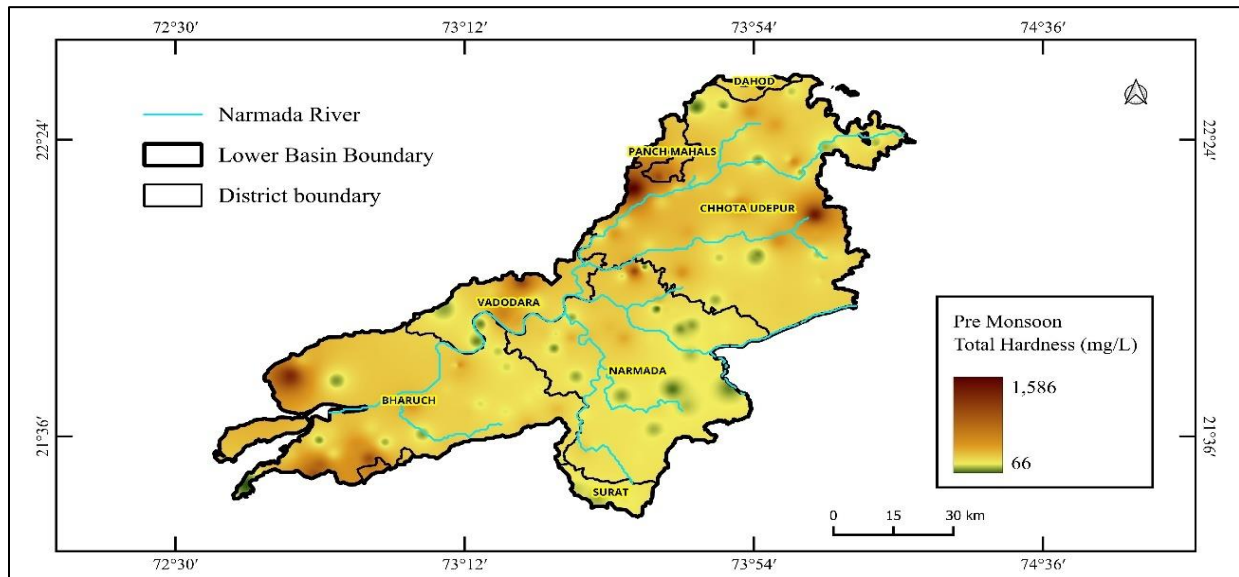 72°30′ 73°12′ 73°54′ 74°36′
Narmada River
Lower Basin Boundary
District boundary
22°24′
22°24′
DAHOD
PANCH MAHALS
CHHOTA UDEPUR
VADODARA
NARMADA
BHARUCH
SURAT
21°36′
21°36′
Pre Monsoon
Total Hardness (mg/L)
1,586
66
0 15 30 km
72°30′ 73°12′ 73°54′ 74°36′